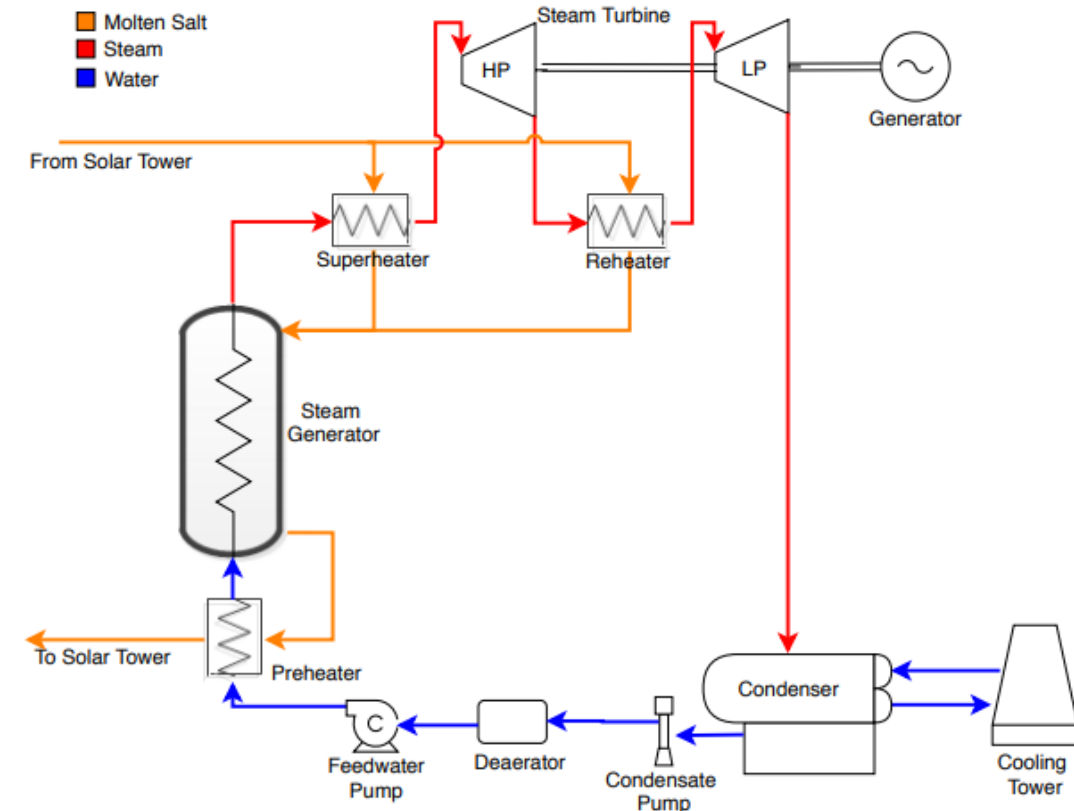 Molten Salt
Steam
Water
Steam Turbine
HP
LP
Generator
From Solar Tower
Superheater
Reheater
Steam
Generator
To Solar Tower
Preheater
Condenser
C
Feedwater
Pump
Deaerator
Condensate
Pump
Cooling
Tower